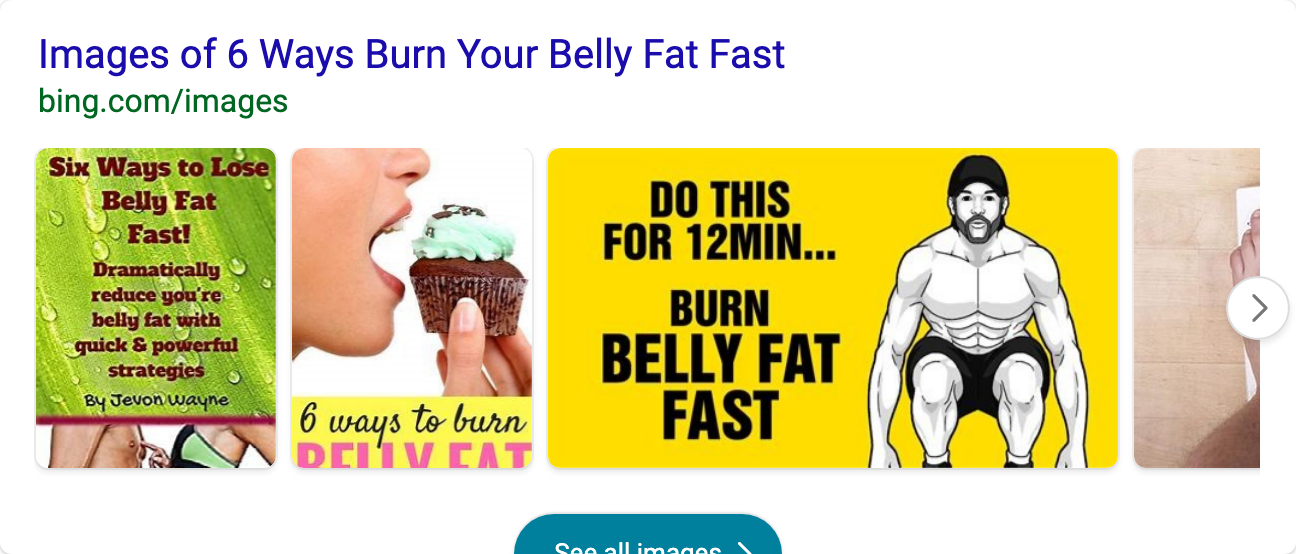 Images of 6 Ways Burn Your Belly Fat Fast
bing.com/images
Six Ways to Lose
Belly Fat
Fast!
Dramatically
reduce you're
belly fat with
quick & powerful
strategies
By Jevon Wayne
6 ways to burn
BELLY FAT
DO THIS
FOR 12MIN...
BURN
BELLY FAT
FAST
See all images